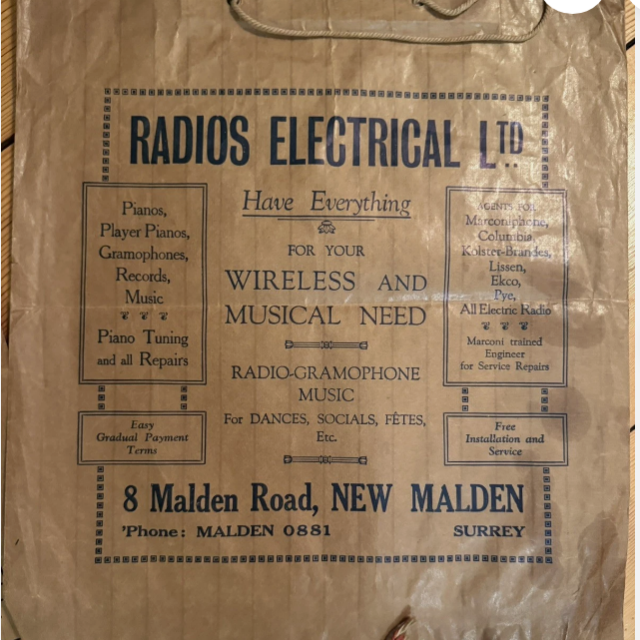 RADIOS ELECTRICAL LTD
Pianos,
Player Pianos,
Gramophones,
Records,
Music
Piano Tuning
and all Repairs
Easy
Gradual Payment
Terms
Have Everything
FOR YOUR
WIRELESS AND
MUSICAL NEED
RADIO-GRAMOPHONE
MUSIC
For DANCES, SOCIALS, FÊTES,
Etc.
AGENTS FOR
Marconiphone,
Columbia,
Kolster-Brandes,
Lissen,
Ekco,
Pye,
All Electric Radio
Marconi trained
Engineer
for Service Repairs
Free
Installation and
Service
8 Malden Road, NEW MALDEN
'Phone: MALDEN 0881 SURREY